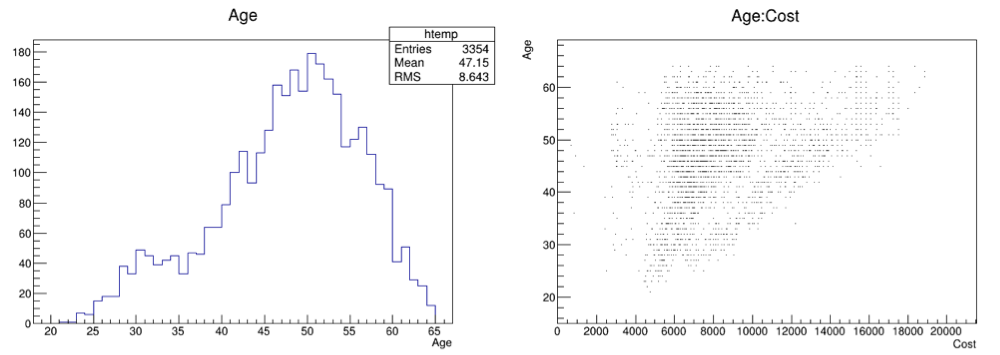 Age
htemp
Entries 3354
Mean 47.15
RMS 8.643
180
160
140
120
100
80
60
40
20
0
20 25 30 35 40 45 50 55 60 65
Age
Age:Cost
Age
60
50
40
30
20
0 2000 4000 6000 8000 10000 12000 14000 16000 18000 20000
Cost